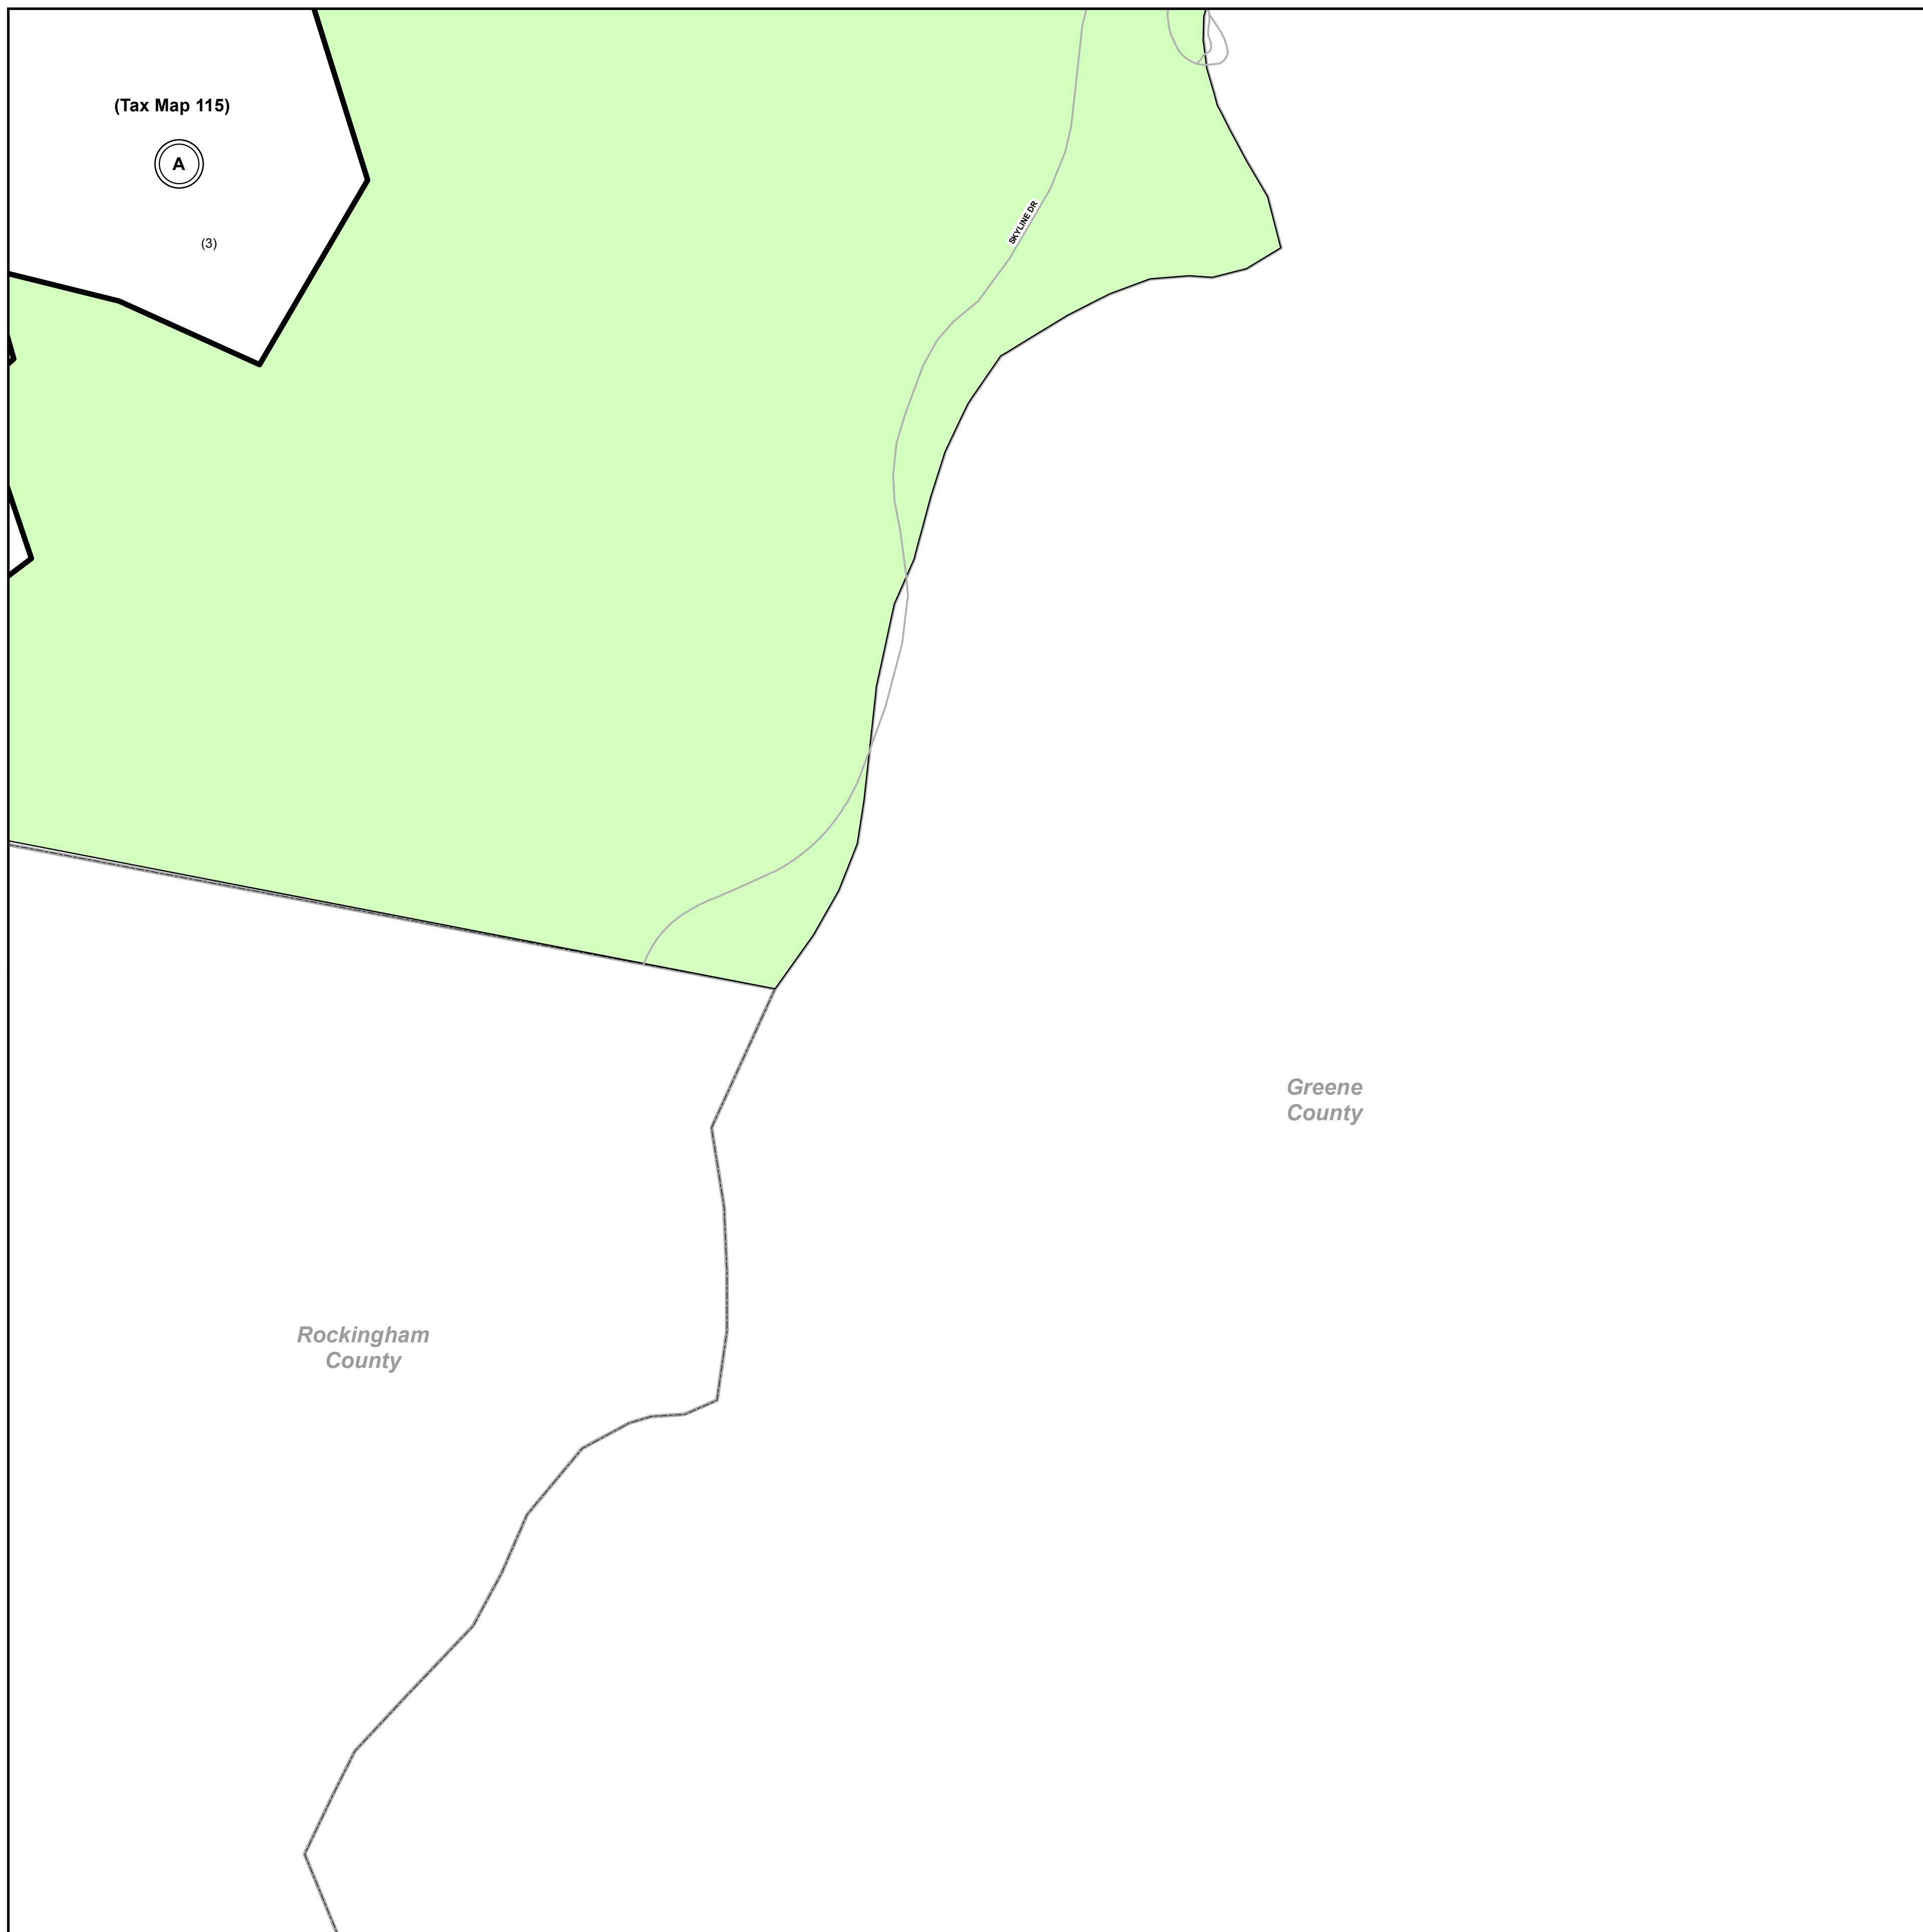 (Tax Map 115)
A
SKYLINE DR
(3)
Greene
County
Rockingham
County